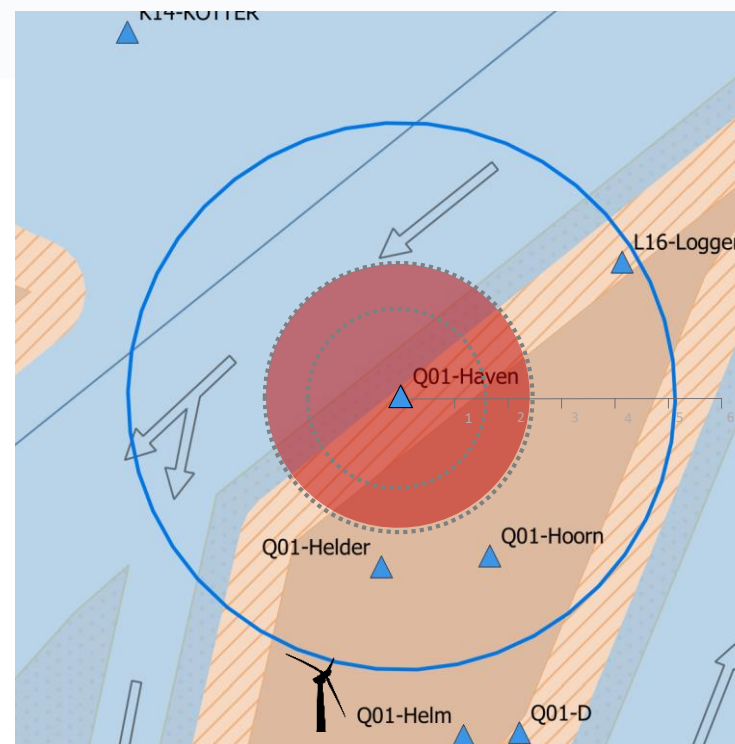 K14-KOTTER
L16-Logger
Q01-Haven
1 2 3 4 5 6
Q01-Helder
Q01-Hoorn
Q01-Helm
Q01-D